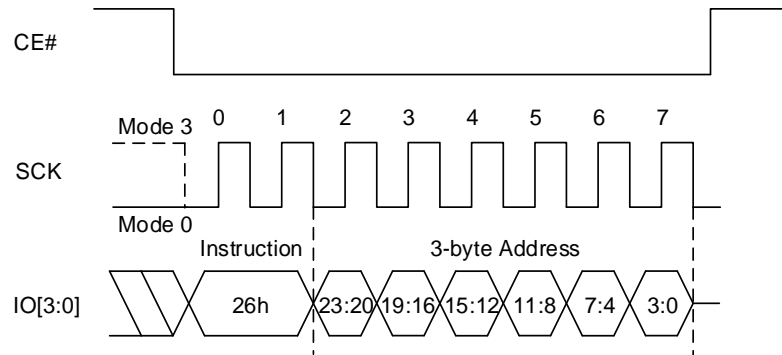 CE#
Mode 3 0 1 2 3 4 5 6 7
SCK
Mode 0
Instruction 3-byte Address
IO[3:0] 26h 23:20 19:16 15:12 11:8 7:4 3:0